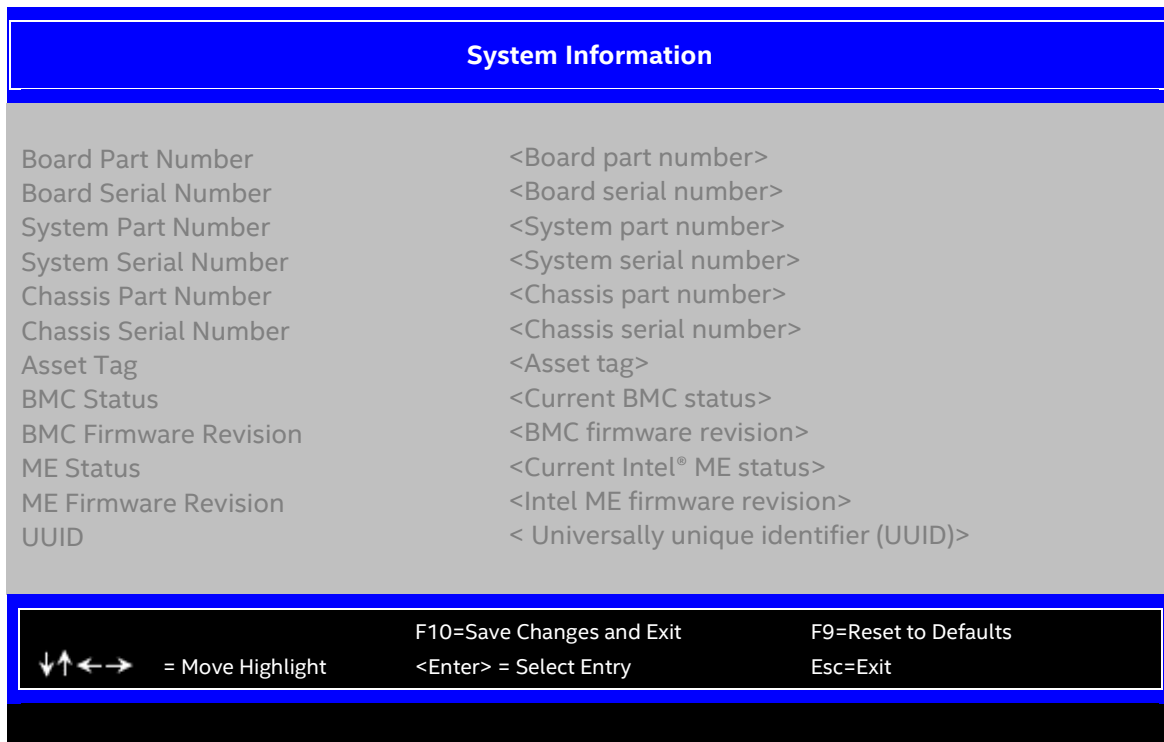 System Information
Board Part Number <Board part number>
Board Serial Number <Board serial number>
System Part Number <System part number>
System Serial Number <System serial number>
Chassis Part Number <Chassis part number>
Chassis Serial Number <Chassis serial number>
Asset Tag <Asset tag>
BMC Status <Current BMC status>
BMC Firmware Revision <BMC firmware revision>
ME Status <Current Intel® ME status>
ME Firmware Revision <Intel ME firmware revision>
UUID < Universally unique identifier (UUID)>
F10=Save Changes and Exit F9=Reset to Defaults
↓↑←→ = Move Highlight <Enter> = Select Entry Esc=Exit